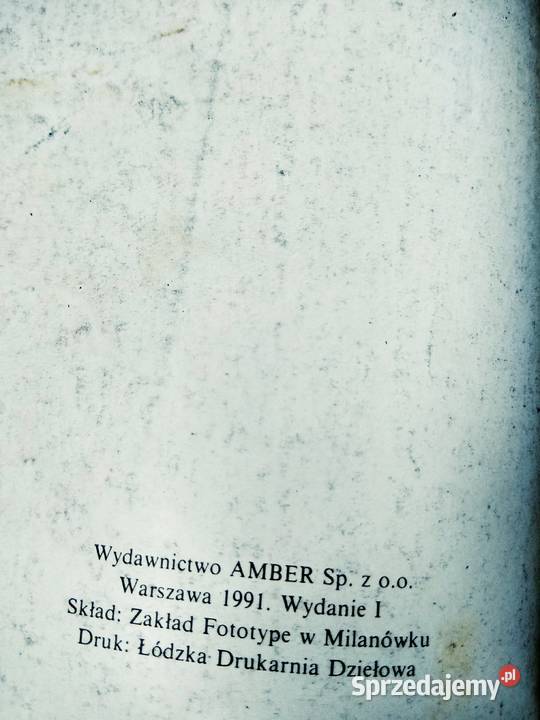 Wydawnictwo AMBER Sp. z o.o.
Warszawa 1991. Wydanie I
Skład: Zakład Fototype w Milanówku
Druk: Łódzka Drukarnia Dziełowa
Sprzedajemy.pl